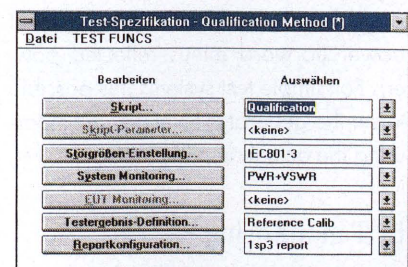 Test-Spezifikation - Qualification Method (*)
Datei TEST FUNCS
Bearbeiten Auswählen
Skript... Qualification
Skript-Parameter... <keine>
Störgrößen-Einstellung... IEC801-3
System Monitoring... PWR+VSWR
EUT Monitoring... <keine>
Testergebnis-Definition... Reference Calib
Reportkonfiguration... 1sp3 report